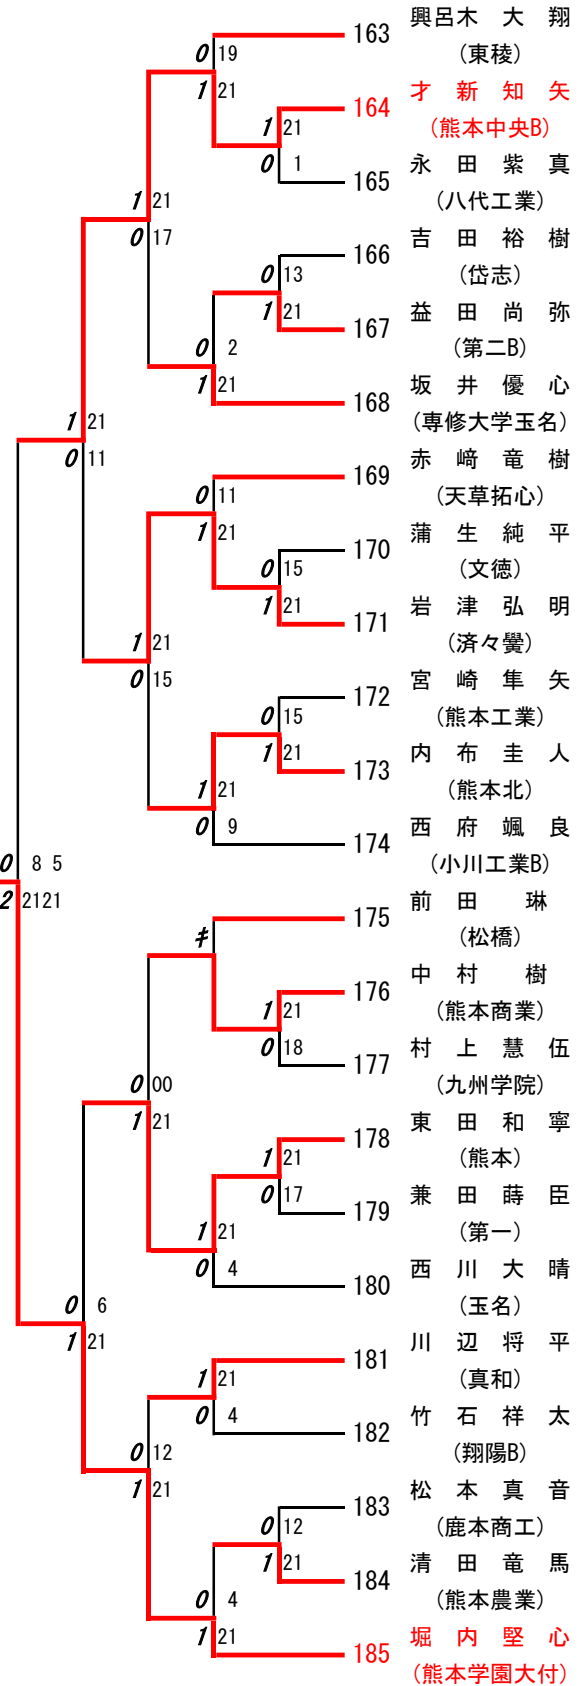 興呂木 大 翔
163
(東稜)
0 19
1 21
才 新 知 矢
164
(熊本中央B)
1 21
0 1
永 田 紫 真
165
(八代工業)
1 21
0 17
吉 田 裕 樹
166
(岱志)
0 13
1 21
益 田 尚 弥
167
(第二B)
0 2
1 21
坂 井 優 心
168
(専修大学玉名)
1 21
0 11
赤 﨑 竜 樹
169
(天草拓心)
0 11
1 21
蒲 生 純 平
170
(文徳)
0 15
1 21
岩 津 弘 明
171
(済々黌)
1 21
0 15
宮 崎 隼 矢
172
(熊本工業)
0 15
1 21
内 布 圭 人
173
(熊本北)
1 21
0 9
西 府 颯 良
174
(小川工業B)
0 8 5
2 2121
前 田 琳
175
(松橋)
キ
中 村 樹
176
(熊本商業)
1 21
0 18
村 上 慧 伍
177
(九州学院)
0 00
1 21
東 田 和 寧
178
(熊本)
1 21
0 17
兼 田 蒔 臣
179
(第一)
1 21
0 4
西 川 大 晴
180
(玉名)
0 6
1 21
川 辺 将 平
181
(真和)
1 21
0 4
竹 石 祥 太
182
(翔陽B)
0 12
1 21
松 本 真 音
183
(鹿本商工)
0 12
1 21
清 田 竜 馬
184
(熊本農業)
0 4
1 21
堀 内 堅 心
185
(熊本学園大付)